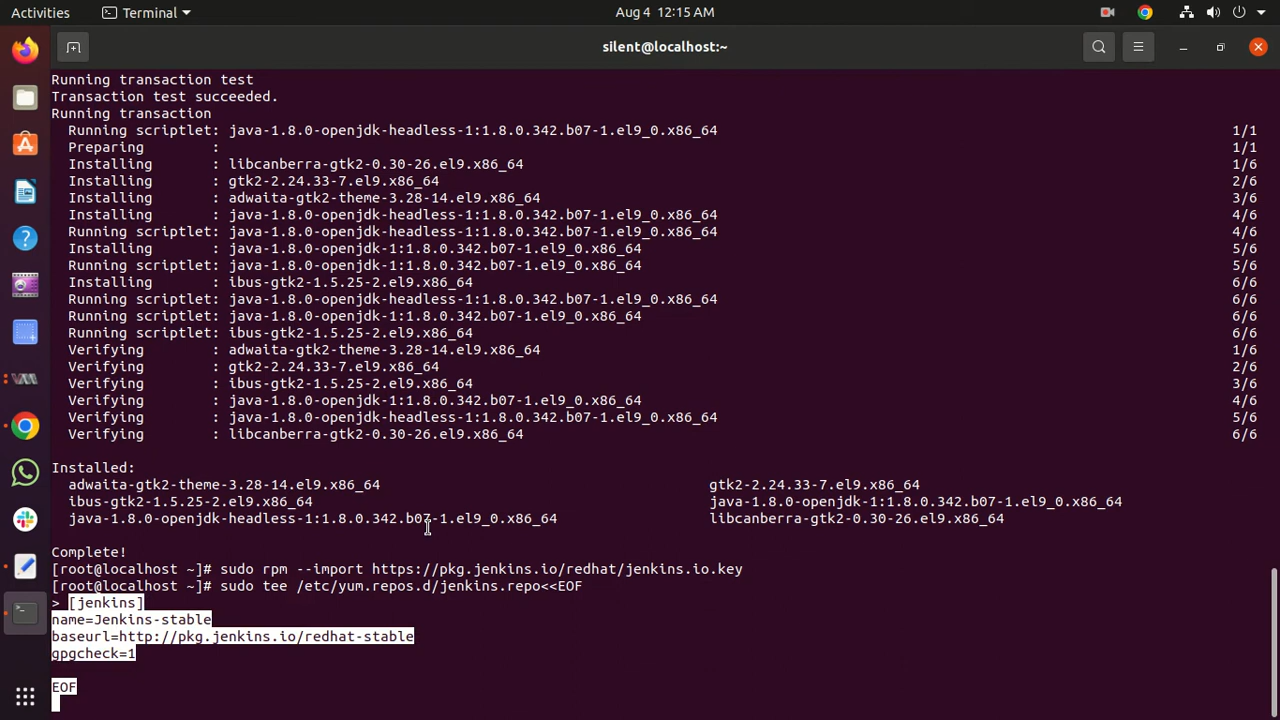 Activities
Terminal
Aug 4 12:15 AM
silent@localhost:~
Running transaction test
Transaction test succeeded.
Running transaction
Running scriptlet: java-1.8.0-openjdk-headless-1:1.8.0.342.b07-1.el9_0.x86_64 1/1
Preparing : 1/1
Installing : libcanberra-gtk2-0.30-26.el9.x86_64 1/6
Installing : gtk2-2.24.33-7.el9.x86_64 2/6
Installing : adwaita-gtk2-theme-3.28-14.el9.x86_64 3/6
Installing : java-1.8.0-openjdk-headless-1:1.8.0.342.b07-1.el9_0.x86_64 4/6
Running scriptlet: java-1.8.0-openjdk-headless-1:1.8.0.342.b07-1.el9_0.x86_64 4/6
Installing : java-1.8.0-openjdk-1:1.8.0.342.b07-1.el9_0.x86_64 5/6
Running scriptlet: java-1.8.0-openjdk-1:1.8.0.342.b07-1.el9_0.x86_64 5/6
Installing : ibus-gtk2-1.5.25-2.el9.x86_64 6/6
Running scriptlet: java-1.8.0-openjdk-headless-1:1.8.0.342.b07-1.el9_0.x86_64 6/6
Running scriptlet: java-1.8.0-openjdk-1:1.8.0.342.b07-1.el9_0.x86_64 6/6
Running scriptlet: ibus-gtk2-1.5.25-2.el9.x86_64 6/6
Verifying : adwaita-gtk2-theme-3.28-14.el9.x86_64 1/6
Verifying : gtk2-2.24.33-7.el9.x86_64 2/6
Verifying : ibus-gtk2-1.5.25-2.el9.x86_64 3/6
Verifying : java-1.8.0-openjdk-1:1.8.0.342.b07-1.el9_0.x86_64 4/6
Verifying : java-1.8.0-openjdk-headless-1:1.8.0.342.b07-1.el9_0.x86_64 5/6
Verifying : libcanberra-gtk2-0.30-26.el9.x86_64 6/6
Installed:
adwaita-gtk2-theme-3.28-14.el9.x86_64 gtk2-2.24.33-7.el9.x86_64
ibus-gtk2-1.5.25-2.el9.x86_64 java-1.8.0-openjdk-1:1.8.0.342.b07-1.el9_0.x86_64
java-1.8.0-openjdk-headless-1:1.8.0.342.b07-1.el9_0.x86_64 libcanberra-gtk2-0.30-26.el9.x86_64
Complete!
[root@localhost ~]# sudo rpm --import https://pkg.jenkins.io/redhat/jenkins.io.key
[root@localhost ~]# sudo tee /etc/yum.repos.d/jenkins.repo<<EOF
> [jenkins]
name=Jenkins-stable
baseurl=http://pkg.jenkins.io/redhat-stable
gpgcheck=1
EOF